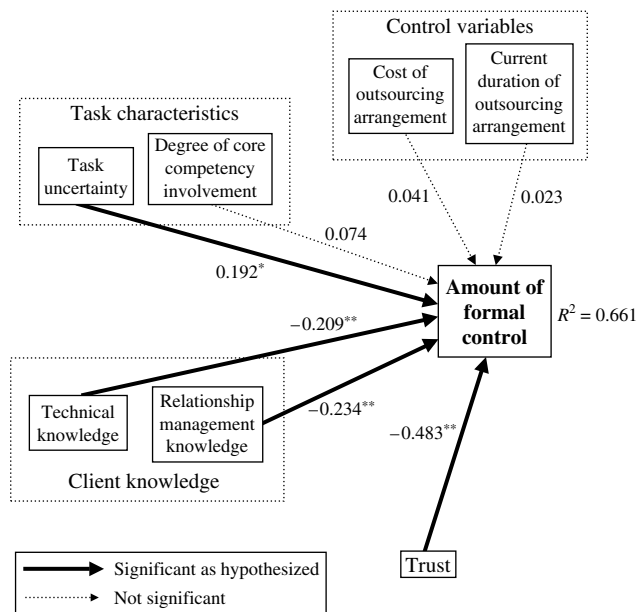 Control variables
Cost of
outsourcing
arrangement
Current
duration of
outsourcing
arrangement
Task characteristics
Task
uncertainty
Degree of core
competency
involvement
0.041
0.023
0.074
0.192*
Amount of
formal
control
R² = 0.661
−0.209**
Technical
knowledge
Relationship
management
knowledge
−0.234**
−0.483**
Client knowledge
Trust
Significant as hypothesized
Not significant